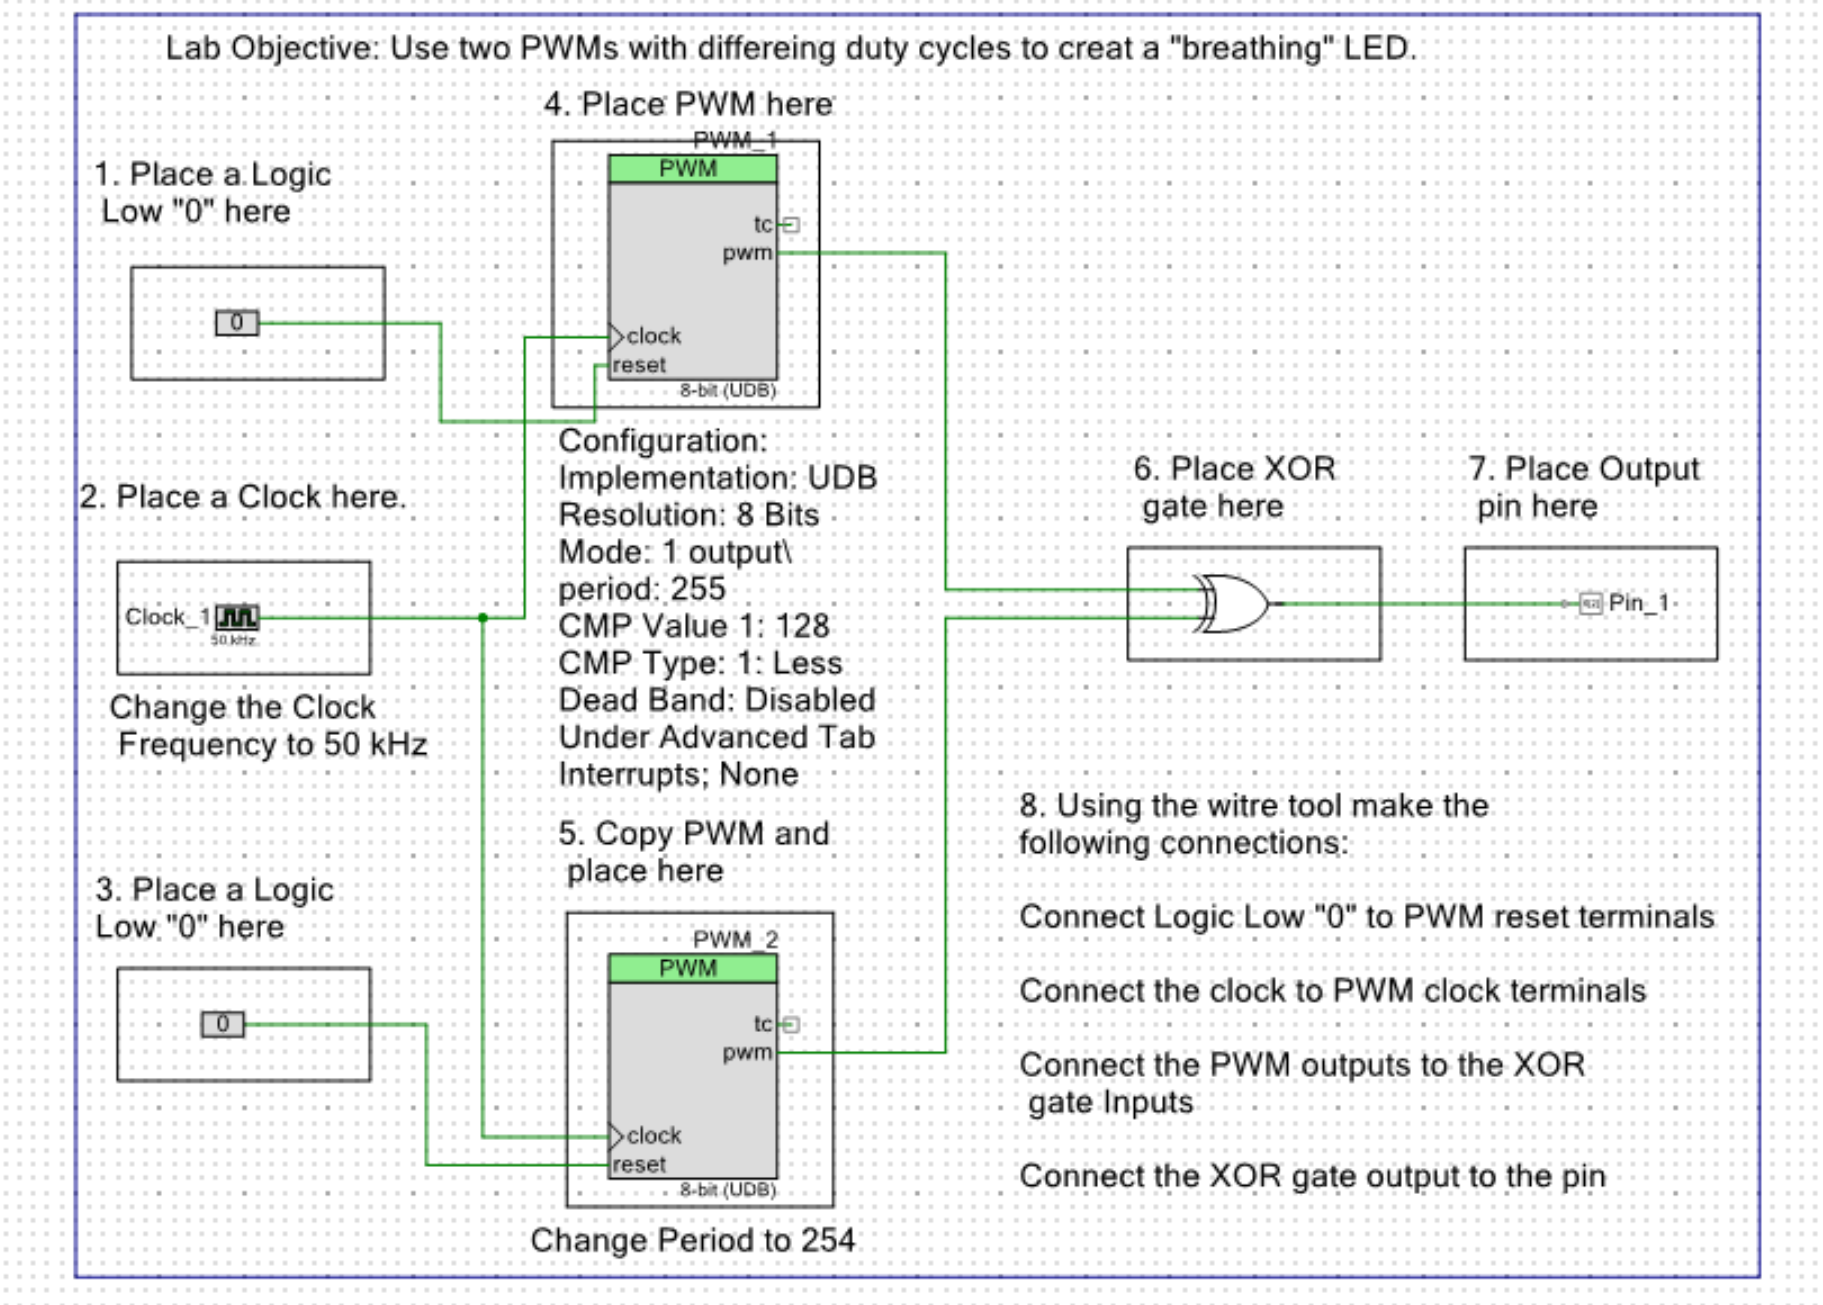 Lab Objective: Use two PWMs with differeing duty cycles to creat a "breathing" LED.
4. Place PWM here
PWM_1
PWM
tc
pwm
clock
reset
8-bit (UDB)
1. Place a Logic
Low "0" here
0
2. Place a Clock here.
Clock_1
50 kHz
Change the Clock
Frequency to 50 kHz
Configuration:
Implementation: UDB
Resolution: 8 Bits
Mode: 1 output\
period: 255
CMP Value 1: 128
CMP Type: 1: Less
Dead Band: Disabled
Under Advanced Tab
Interrupts; None
3. Place a Logic
Low "0" here
0
5. Copy PWM and
place here
PWM_2
PWM
tc
pwm
clock
reset
8-bit (UDB)
Change Period to 254
6. Place XOR
gate here
7. Place Output
pin here
Pin_1
8. Using the witre tool make the
following connections:
Connect Logic Low "0" to PWM reset terminals
Connect the clock to PWM clock terminals
Connect the PWM outputs to the XOR
gate Inputs
Connect the XOR gate output to the pin